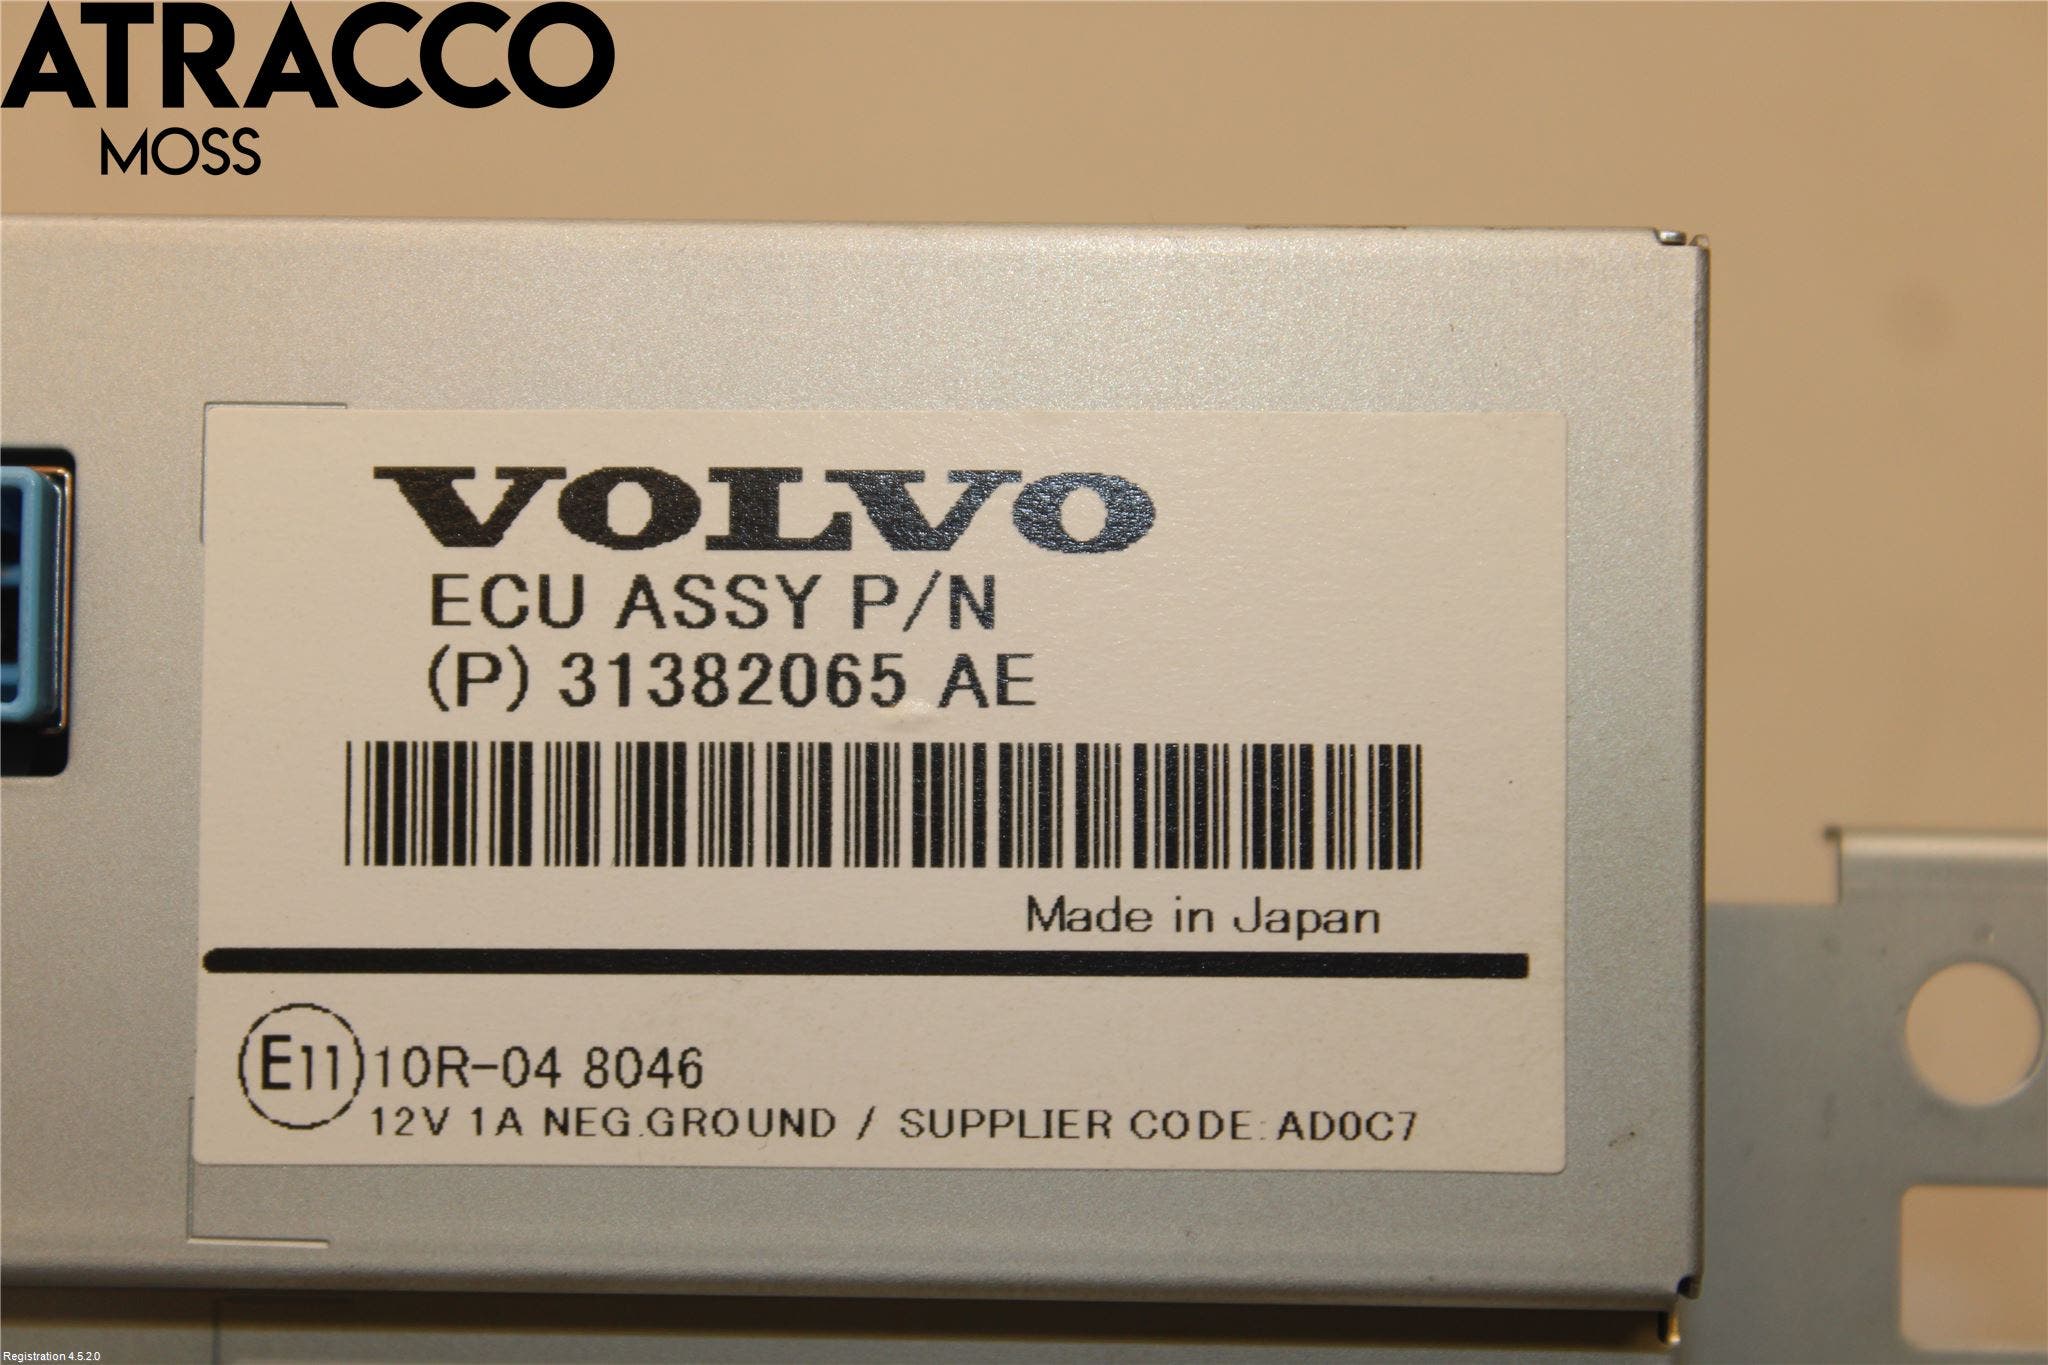 ATRACCO
MOSS
VOLVO
ECU ASSY P/N
(P) 31382065 AE
Made in Japan
E11 10R-04 8046
12V 1A NEG.GROUND / SUPPLIER CODE: AD0C7
Registration 4.5.2.0